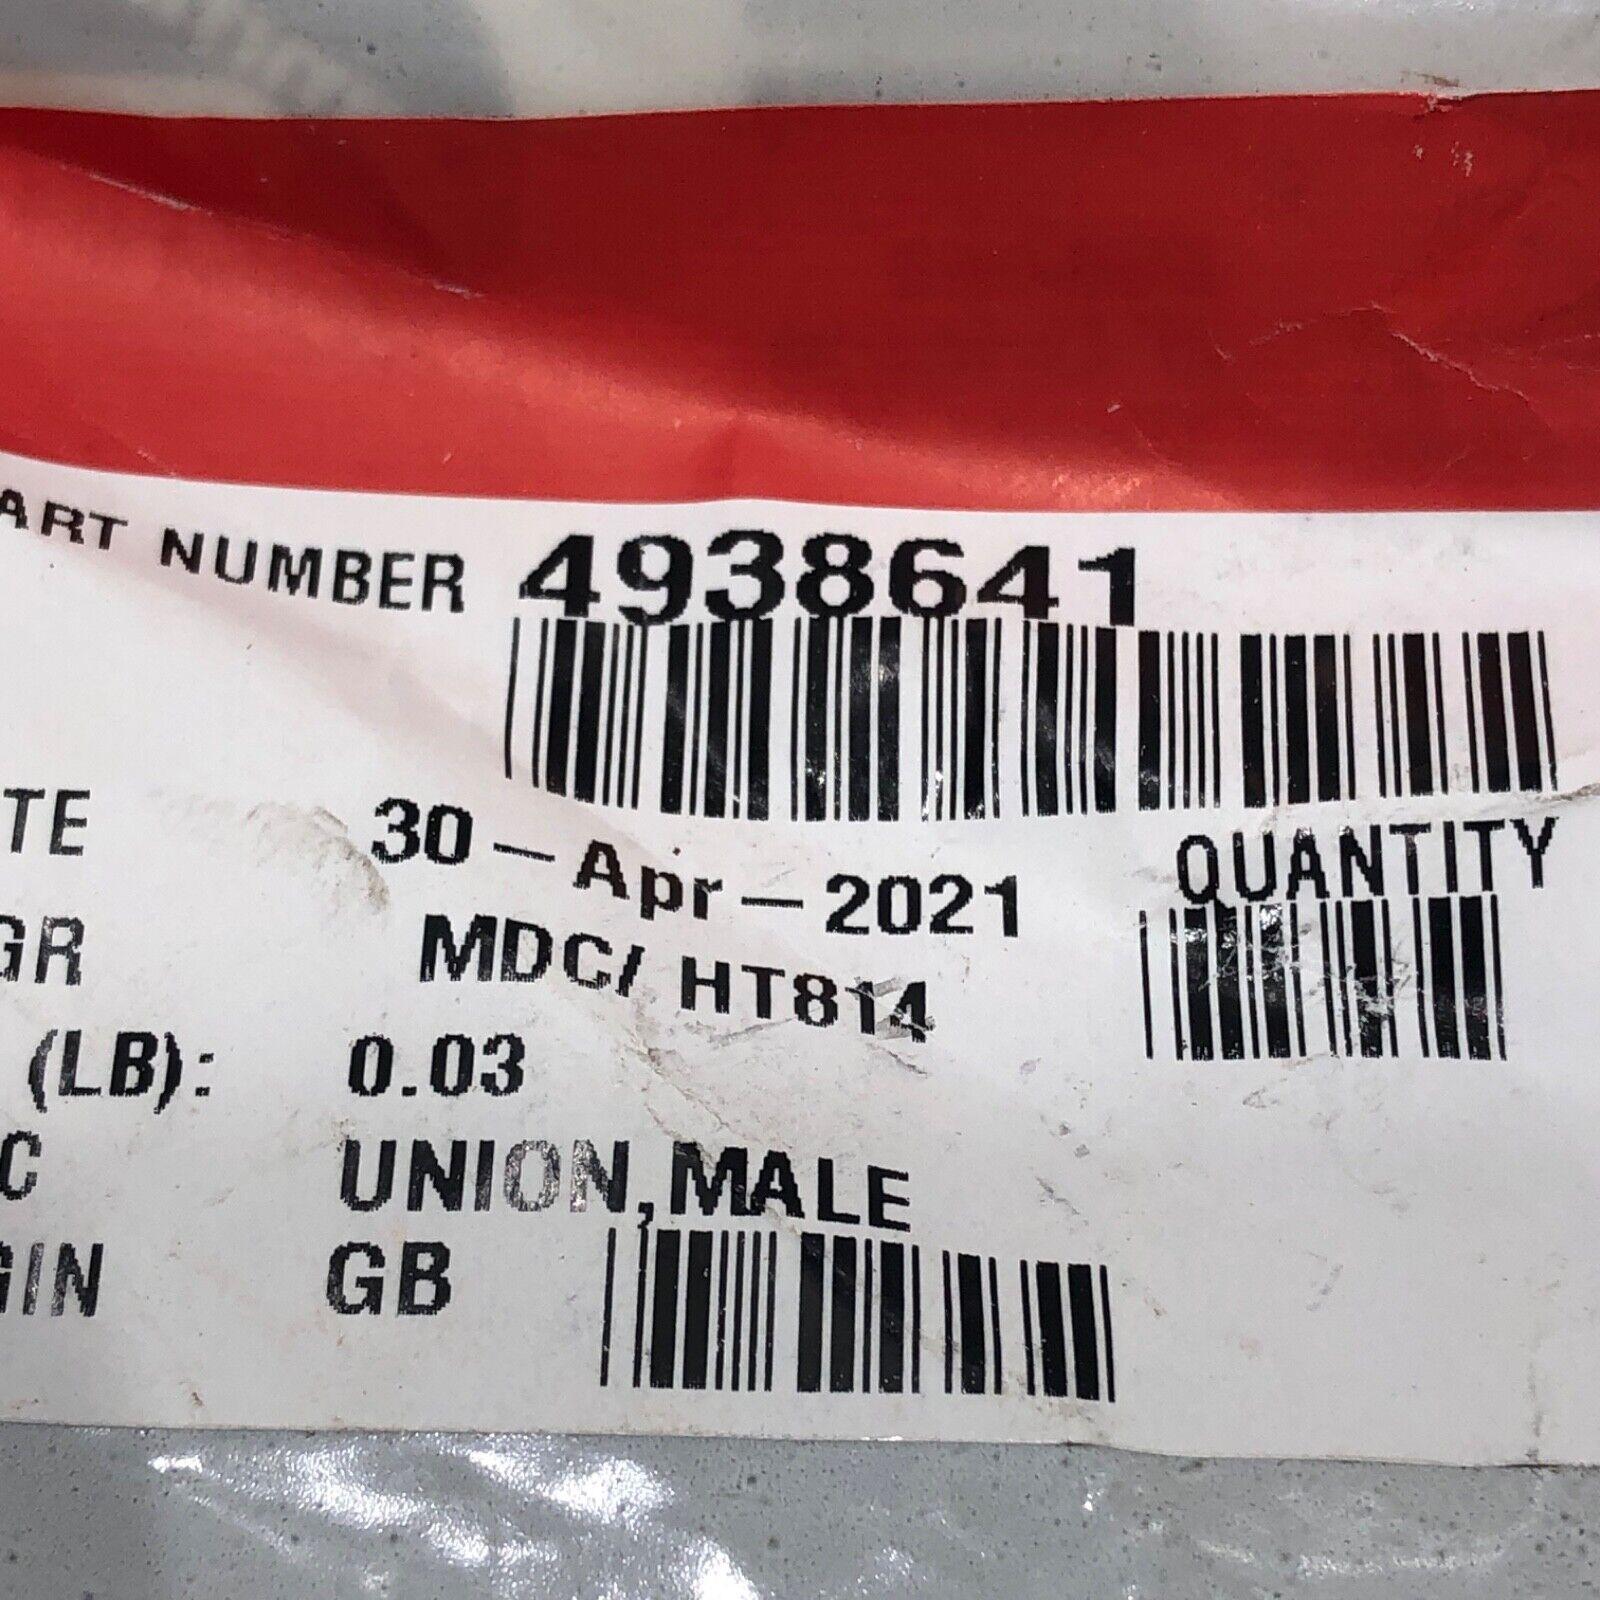 ART NUMBER 4938641
TE 30-Apr-2021
QUANTITY
GR MDC/ HT814
(LB): 0.03
C UNION,MALE
GIN GB